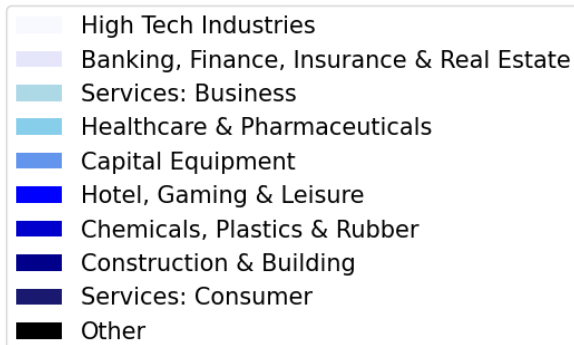 High Tech Industries
Banking, Finance, Insurance & Real Estate
Services: Business
Healthcare & Pharmaceuticals
Capital Equipment
Hotel, Gaming & Leisure
Chemicals, Plastics & Rubber
Construction & Building
Services: Consumer
Other